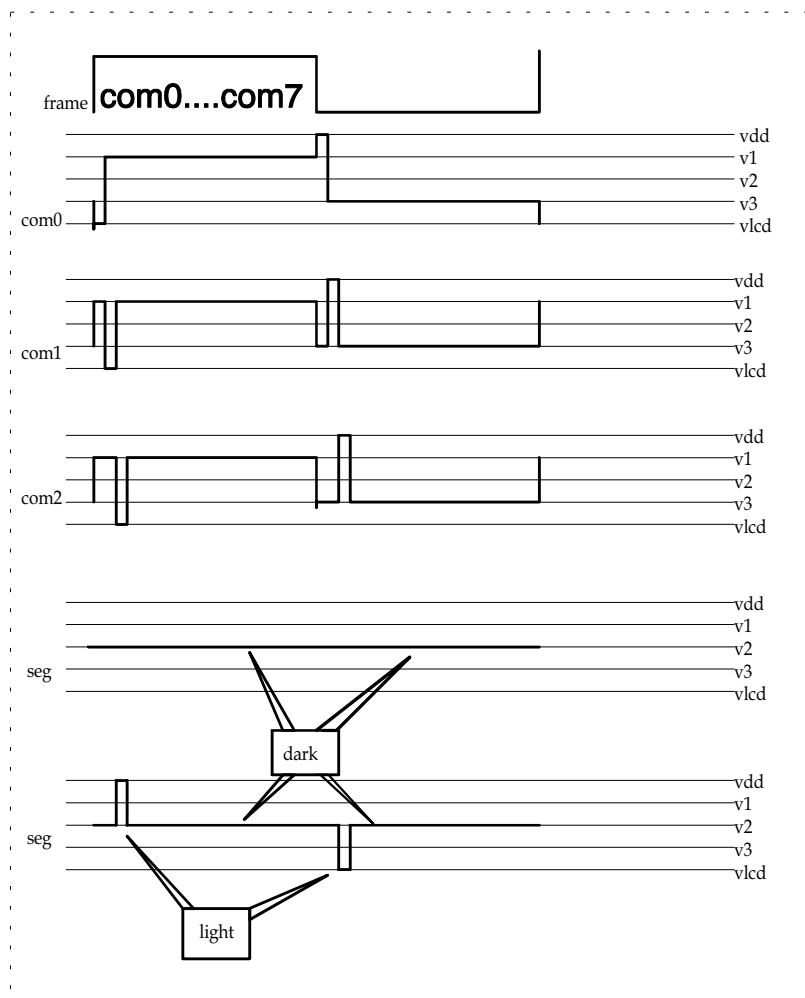 frame com0....com7
vdd
v1
v2
v3
com0 vlcd
vdd
v1
v2
com1 v3
vlcd
vdd
v1
v2
com2 v3
vlcd
vdd
v1
v2
seg v3
vlcd
dark
vdd
v1
seg v2
v3
vlcd
light